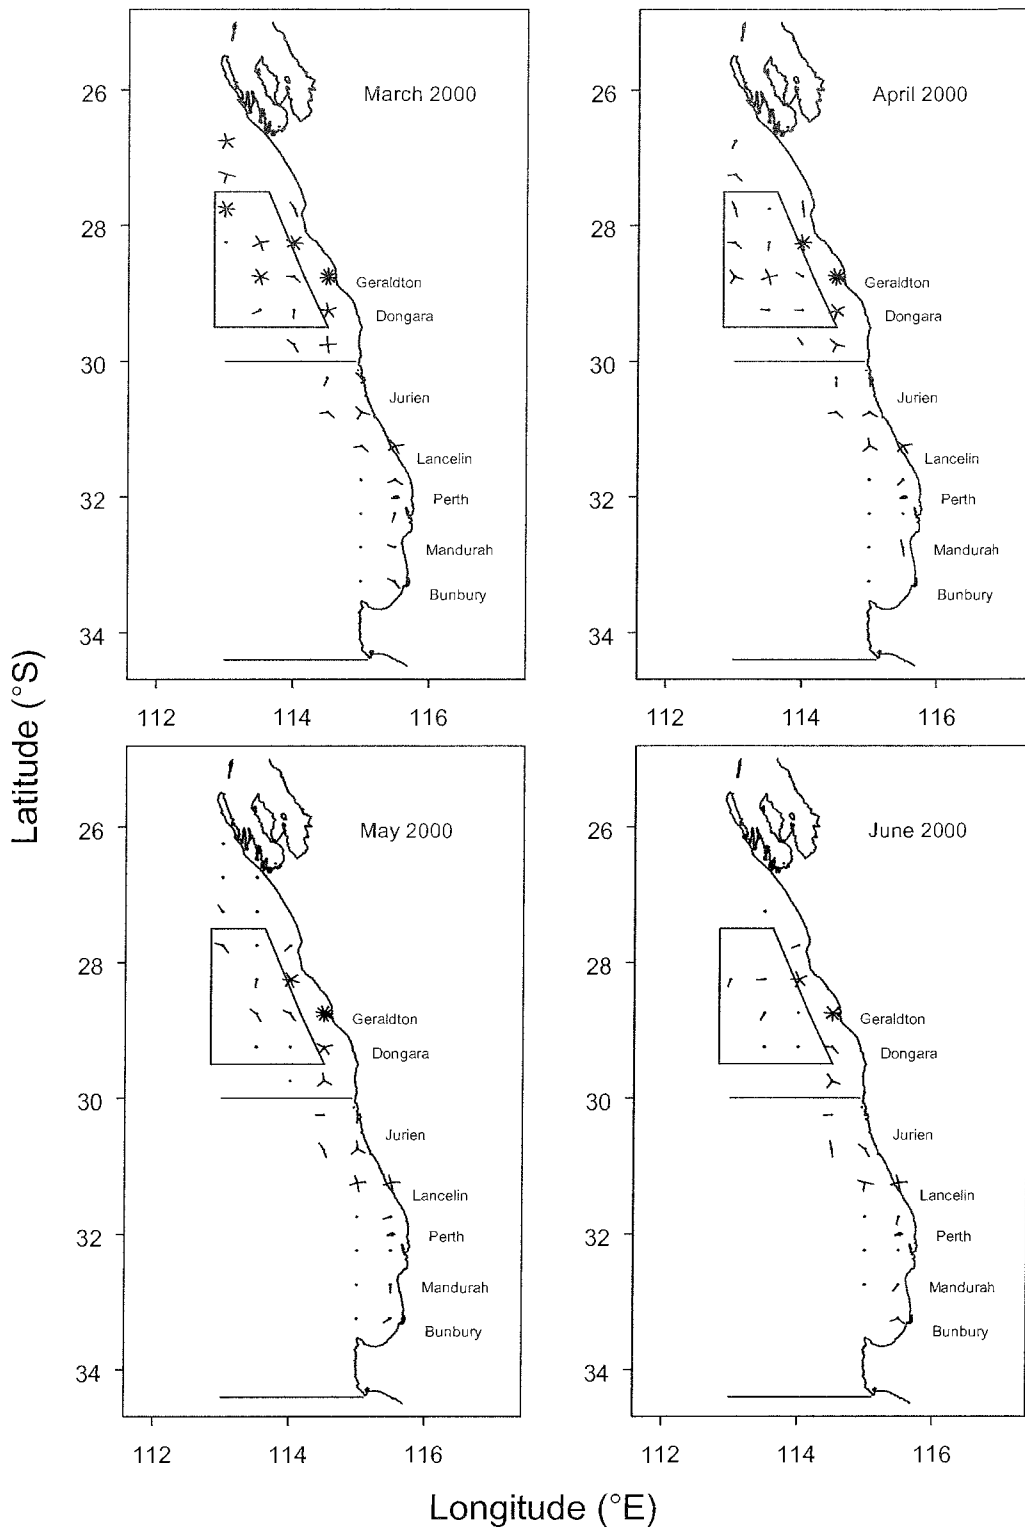 March 2000
26
28
30
32
34
Geraldton
Dongara
Jurien
Lancelin
Perth
Mandurah
Bunbury
112
114
116
April 2000
26
28
30
32
34
Geraldton
Dongara
Jurien
Lancelin
Perth
Mandurah
Bunbury
112
114
116
Latitude (°S)
May 2000
26
28
30
32
34
Geraldton
Dongara
Jurien
Lancelin
Perth
Mandurah
Bunbury
112
114
116
June 2000
26
28
30
32
34
Geraldton
Dongara
Jurien
Lancelin
Perth
Mandurah
Bunbury
112
114
116
Longitude (°E)